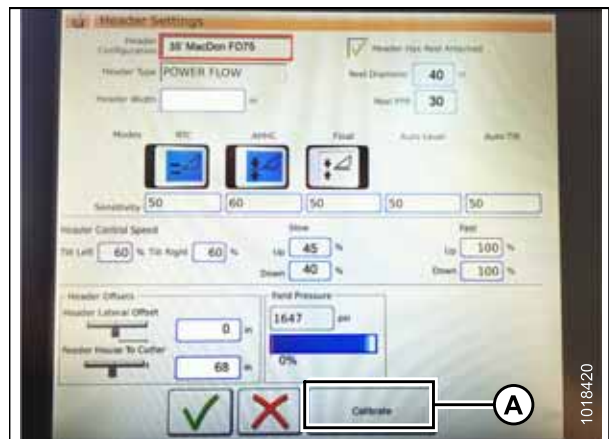 Header Settings
Header Configuration 35' MacDon FD75
Header Has Reel Attached
Header Type POWER FLOW
Reel Diameter 40 in
Header Width in
Reel PPR 30
Modes RTC AHHC Float Auto Level Auto Tilt
Sensitivity 50 60 50 50 50
Header Control Speed Slow Fast
Tilt Left 60 % Tilt Right 60 % Up 45 % Up 100 %
Down 40 % Down 100 %
Header Offsets Field Pressure
Header Lateral Offset
0 in 1647 psi
Feeder House To Cutter
68 in 0%
Calibrate A
1018420